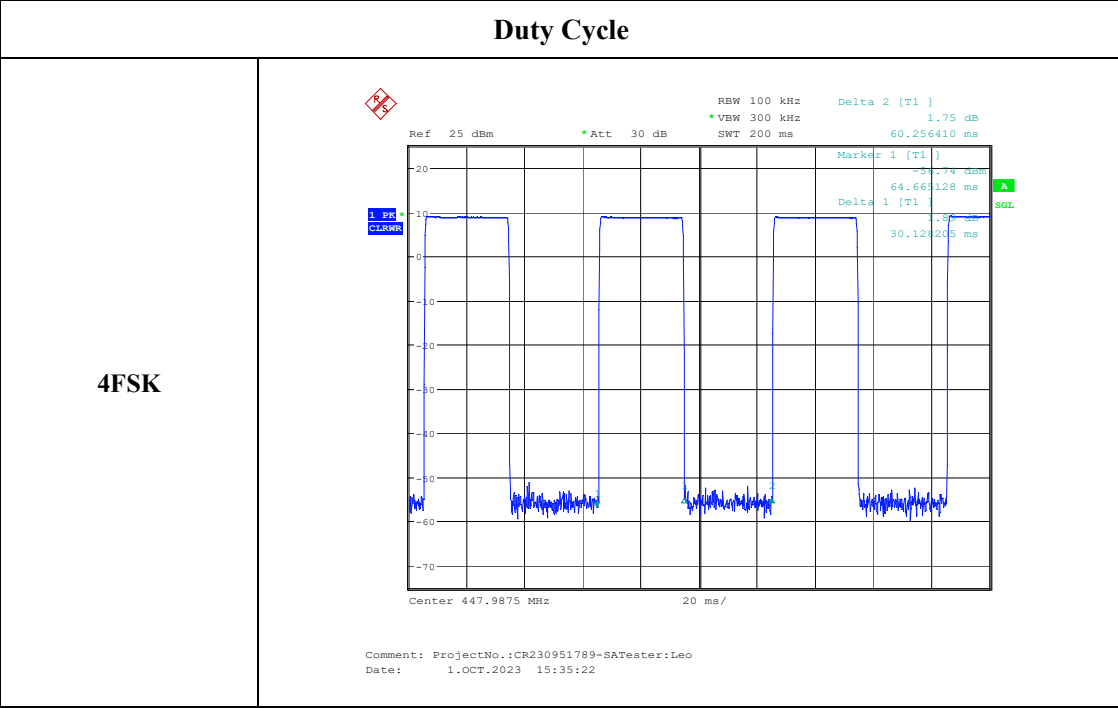 Duty Cycle
4FSK
R S
RBW 100 kHz
Delta 2 [T1 ]
* VBW 300 kHz
1.75 dB
Ref 25 dBm
* Att 30 dB
SWT 200 ms
60.256410 ms
Marker 1 [T1 ]
20
-56.74 dBm
64.665128 ms
A
Delta 1 [T1 ]
SGL
1 PK *
10
CLRWR
30.128205 ms
0
-10
-20
-30
-40
-50
2
-60
-70
Center 447.9875 MHz
20 ms/
Comment: ProjectNo.:CR230951789-SATester:Leo
Date: 1.OCT.2023 15:35:22